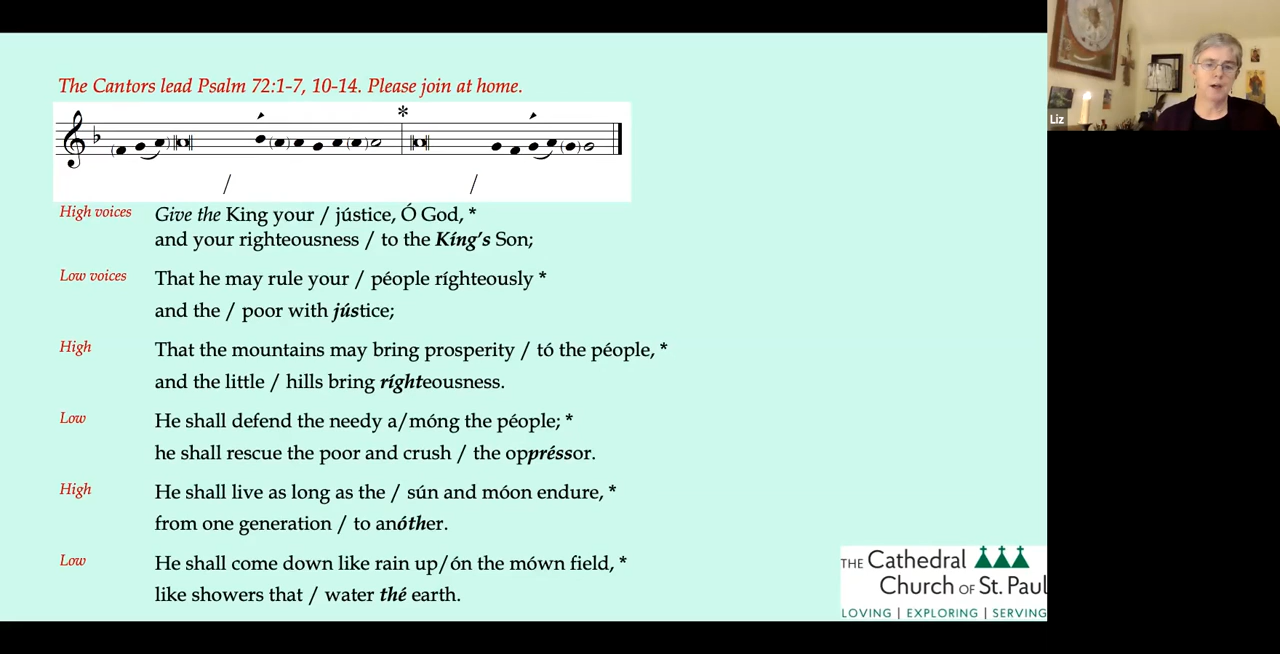 The Cantors lead Psalm 72:1-7, 10-14. Please join at home.
*
/ /
High voices Give the King your / jústice, Ó God, *
and your righteousness / to the Kíng's Son;
Low voices That he may rule your / péople ríghteously *
and the / poor with jústice;
High That the mountains may bring prosperity / tó the péople, *
and the little / hills bring ríghteousness.
Low He shall defend the needy a/móng the péople; *
he shall rescue the poor and crush / the oppréssor.
High He shall live as long as the / sún and móon endure, *
from one generation / to anóther.
Low He shall come down like rain up/ón the mówn field, *
like showers that / water thé earth.
THE Cathedral
Church OF St. Paul
LOVING | EXPLORING | SERVING
Liz